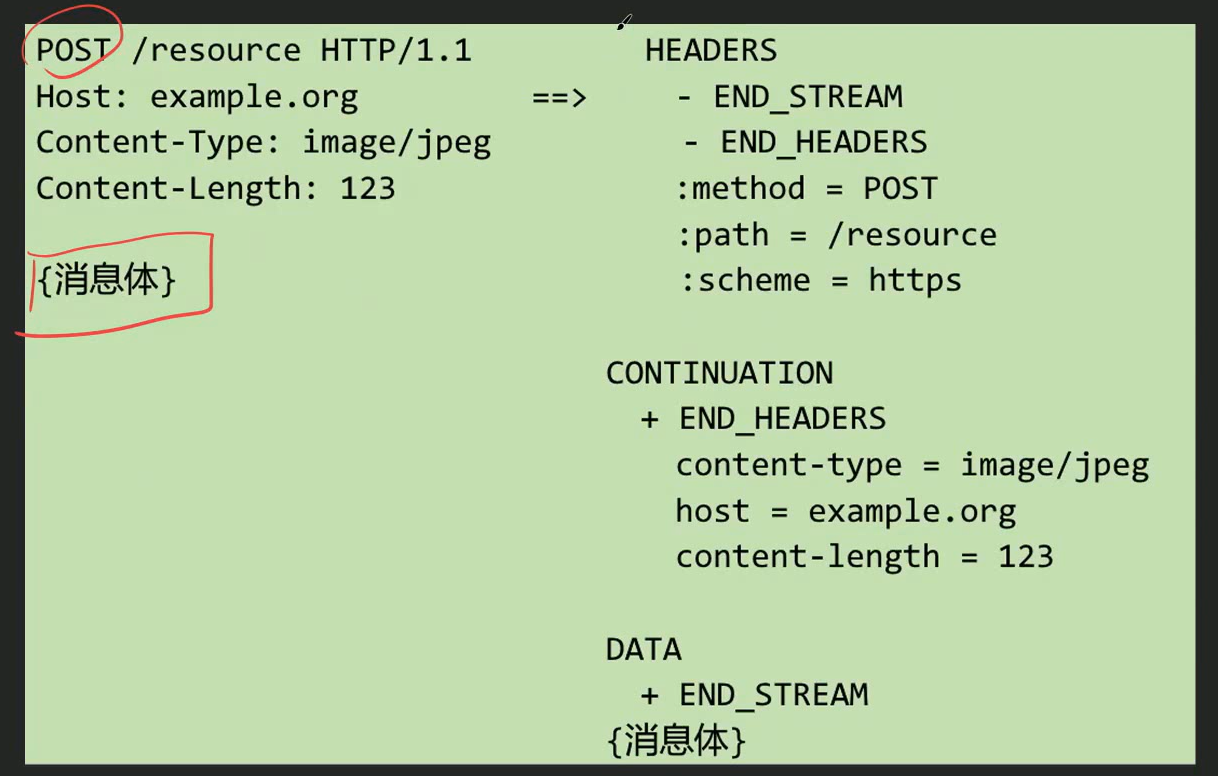 POST /resource HTTP/1.1
Host: example.org
Content-Type: image/jpeg
Content-Length: 123
{消息体}
==>
HEADERS
- END_STREAM
- END_HEADERS
:method = POST
:path = /resource
:scheme = https
CONTINUATION
+ END_HEADERS
content-type = image/jpeg
host = example.org
content-length = 123
DATA
+ END_STREAM
{消息体}